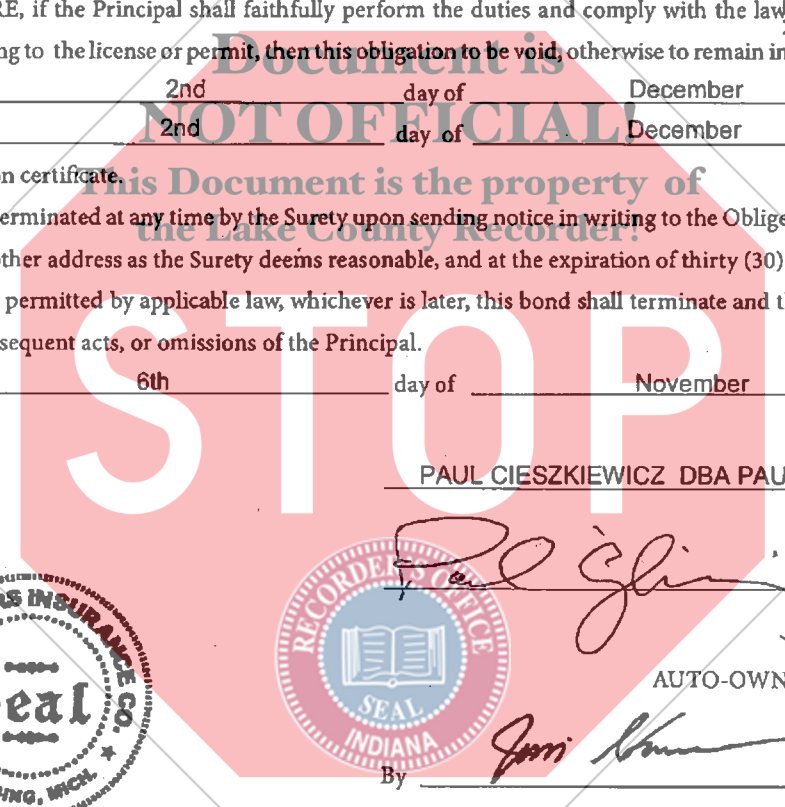 RE, if the Principal shall faithfully perform the duties and comply with the law
ng to the license or permit, then this obligation to be void, otherwise to remain in
Document is
2nd day of December
NOT OFFICIAL!
2nd day of December
n certificate.
This Document is the property of
erminated at any time by the Surety upon sending notice in writing to the Oblige
the Lake County Recorder!
ther address as the Surety deems reasonable, and at the expiration of thirty (30)
permitted by applicable law, whichever is later, this bond shall terminate and t
sequent acts, or omissions of the Principal.
STOP
6th day of November
PAUL CIESZKIEWICZ DBA PAU
RECORDER'S OFFICE
SEAL
INDIANA
RS INSURANCE CO.
eal
ING, MICH.
AUTO-OWN
By